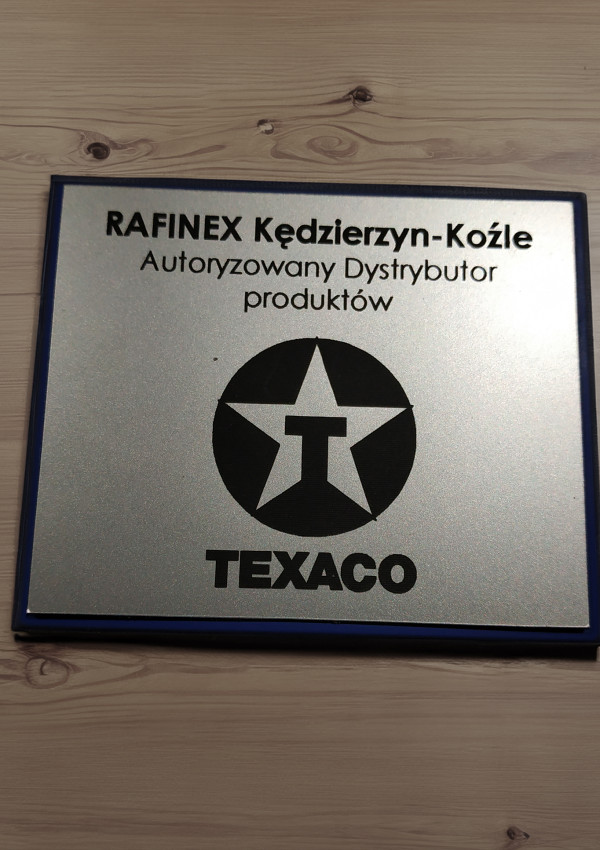 RAFINEX Kędzierzyn-Koźle
Autoryzowany Dystrybutor
produktów
T
TEXACO